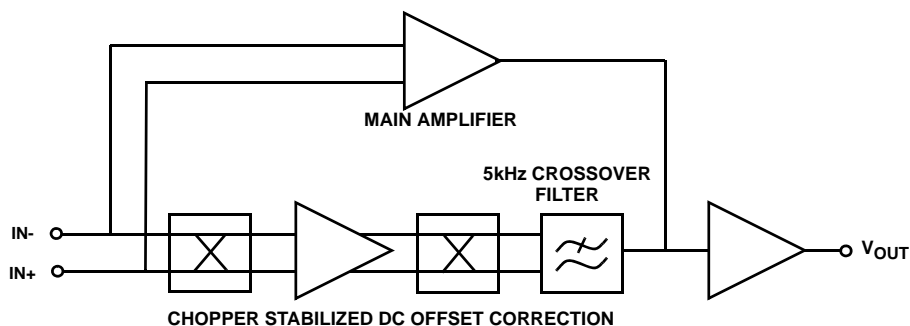 MAIN AMPLIFIER
5kHz CROSSOVER
FILTER
IN-
IN+
VOUT
CHOPPER STABILIZED DC OFFSET CORRECTION